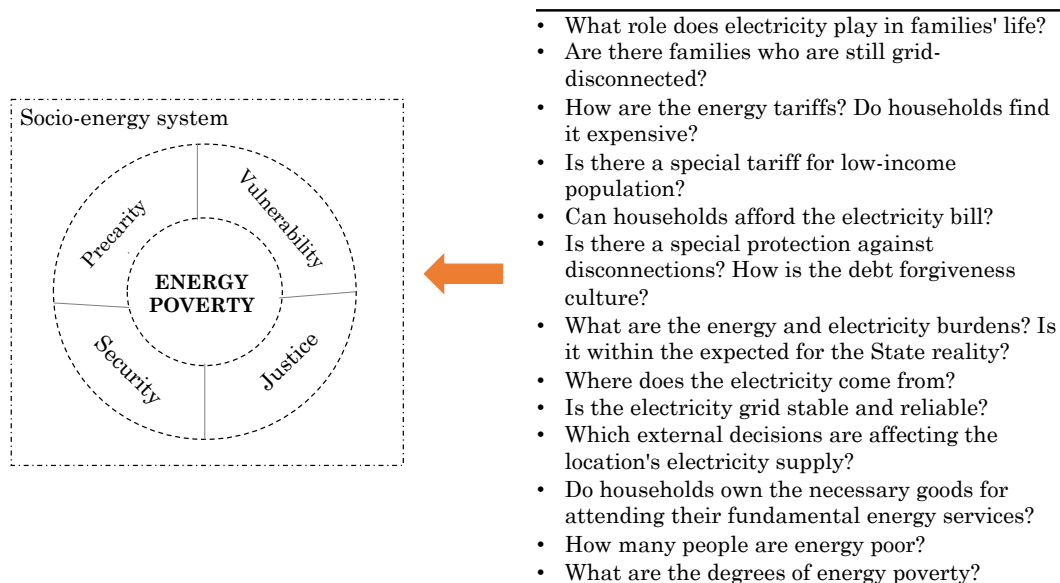 Socio-energy system
Precarity
Vulnerability
ENERGY
POVERTY
Security
Justice
• What role does electricity play in families' life?
• Are there families who are still grid-
disconnected?
• How are the energy tariffs? Do households find
it expensive?
• Is there a special tariff for low-income
population?
• Can households afford the electricity bill?
• Is there a special protection against
disconnections? How is the debt forgiveness
culture?
• What are the energy and electricity burdens? Is
it within the expected for the State reality?
• Where does the electricity come from?
• Is the electricity grid stable and reliable?
• Which external decisions are affecting the
location's electricity supply?
• Do households own the necessary goods for
attending their fundamental energy services?
• How many people are energy poor?
• What are the degrees of energy poverty?